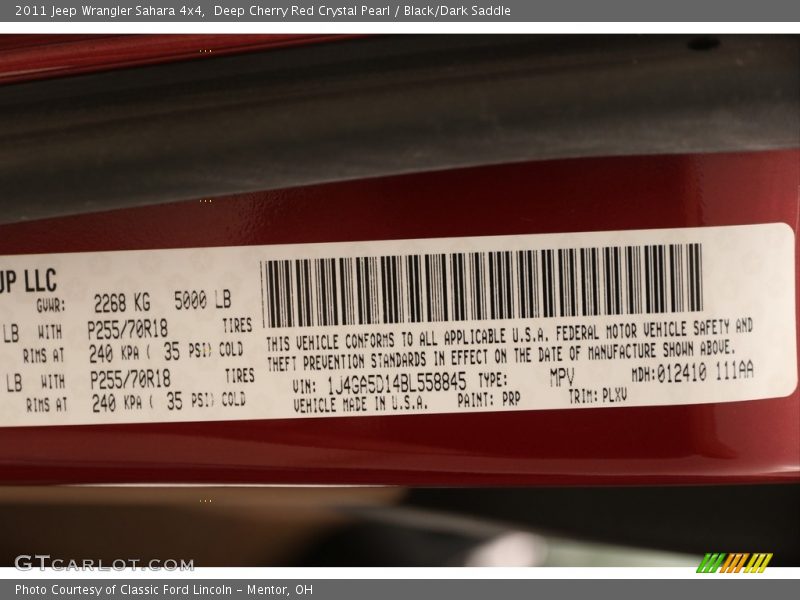 2011 Jeep Wrangler Sahara 4x4, Deep Cherry Red Crystal Pearl / Black/Dark Saddle
UP LLC
GVWR: 2268 KG 5000 LB
LB WITH P255/70R18 TIRES
RIMS AT 240 KPA ( 35 PSI) COLD
LB WITH P255/70R18 TIRES
RIMS AT 240 KPA ( 35 PSI) COLD
THIS VEHICLE CONFORMS TO ALL APPLICABLE U.S.A. FEDERAL MOTOR VEHICLE SAFETY AND
THEFT PREVENTION STANDARDS IN EFFECT ON THE DATE OF MANUFACTURE SHOWN ABOVE.
VIN: 1J4GA5D14BL558845 TYPE: MPV MDH:012410 111AA
VEHICLE MADE IN U.S.A. PAINT: PRP TRIM: PLXV
GTCARLOT.COM
Photo Courtesy of Classic Ford Lincoln - Mentor, OH